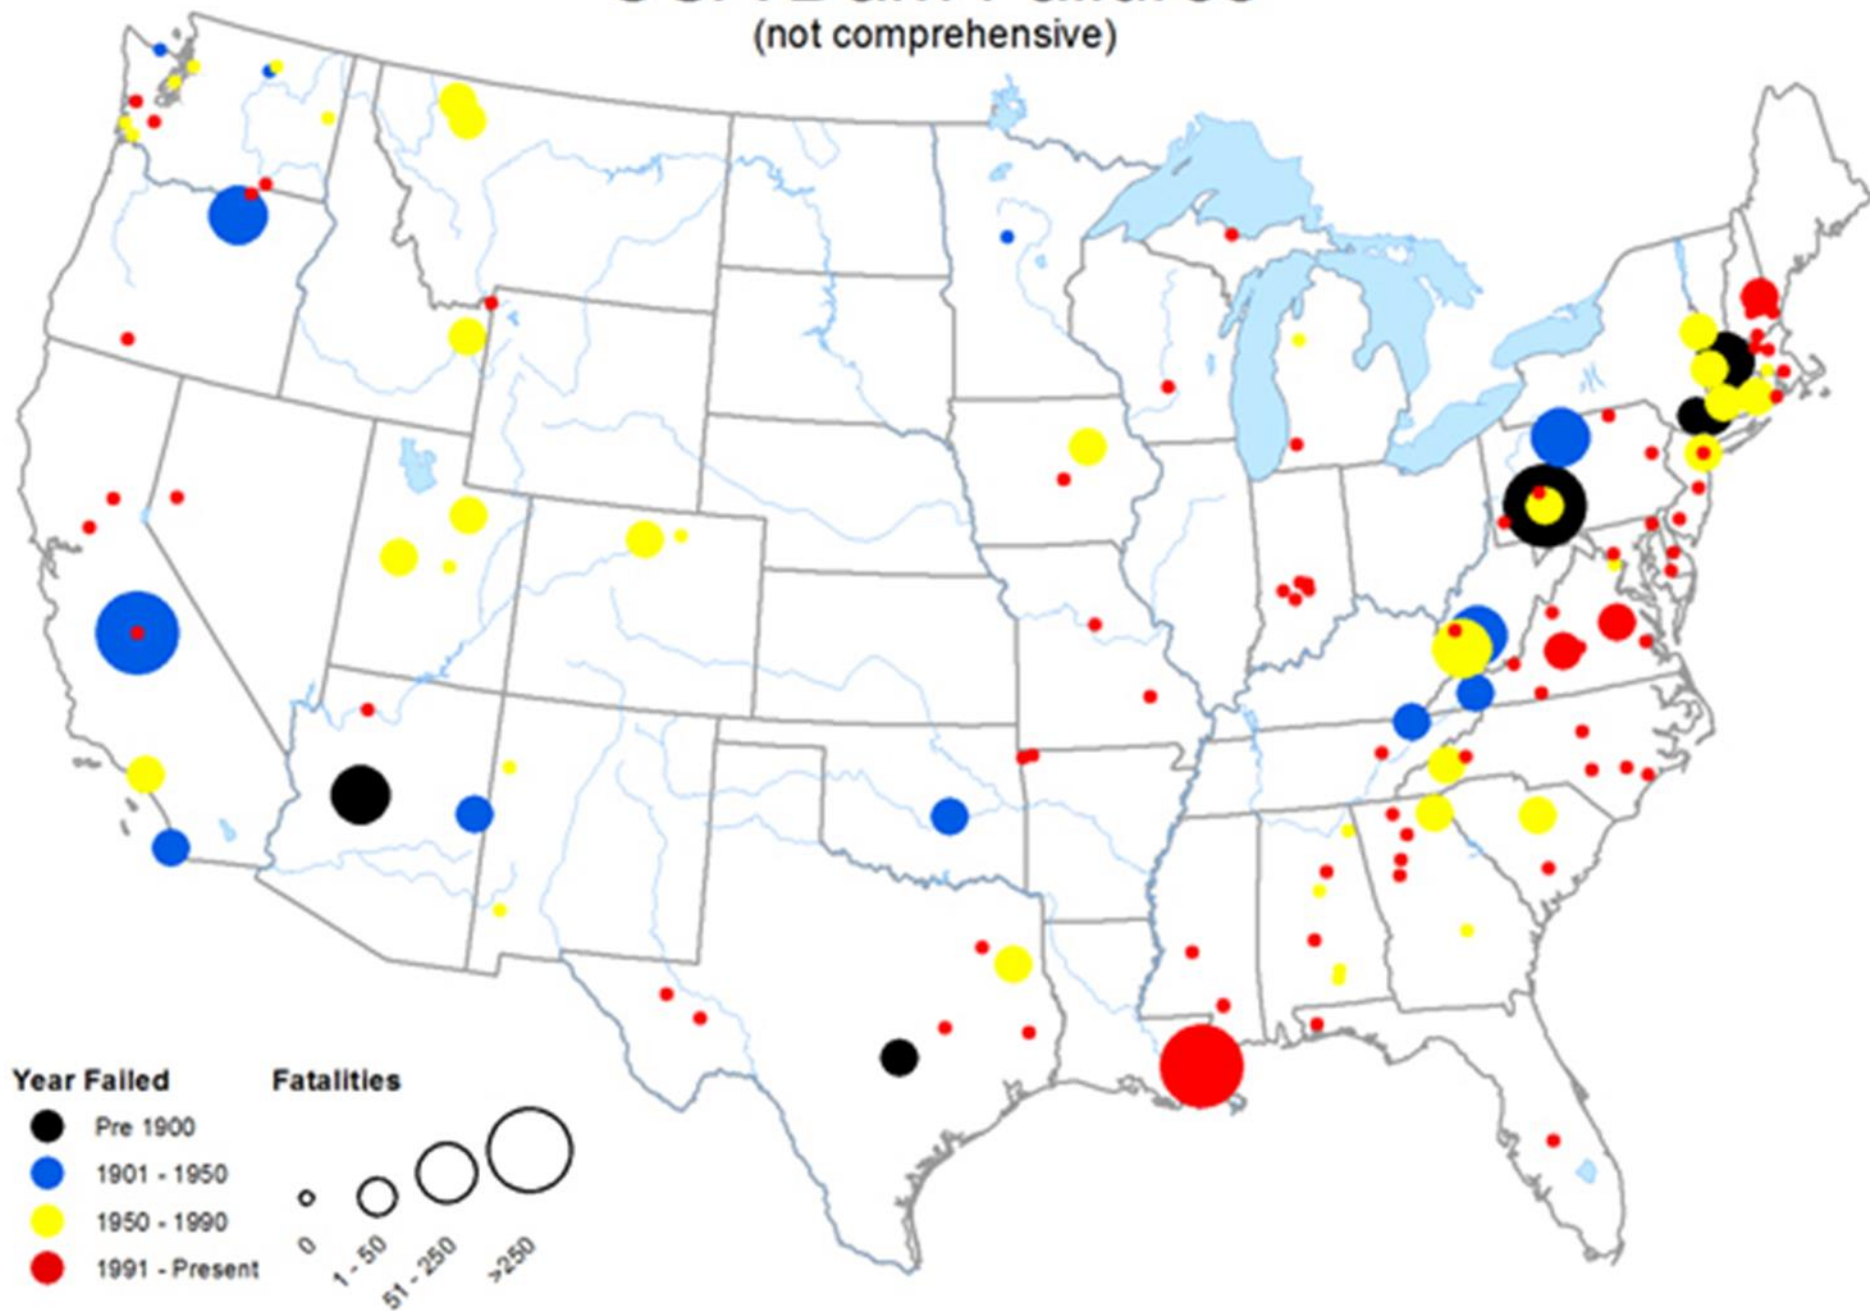 (not comprehensive)
Year Failed
Pre 1900
1901 - 1950
1950 - 1990
1991 - Present
Fatalities
0
1 - 50
51 - 250
>250